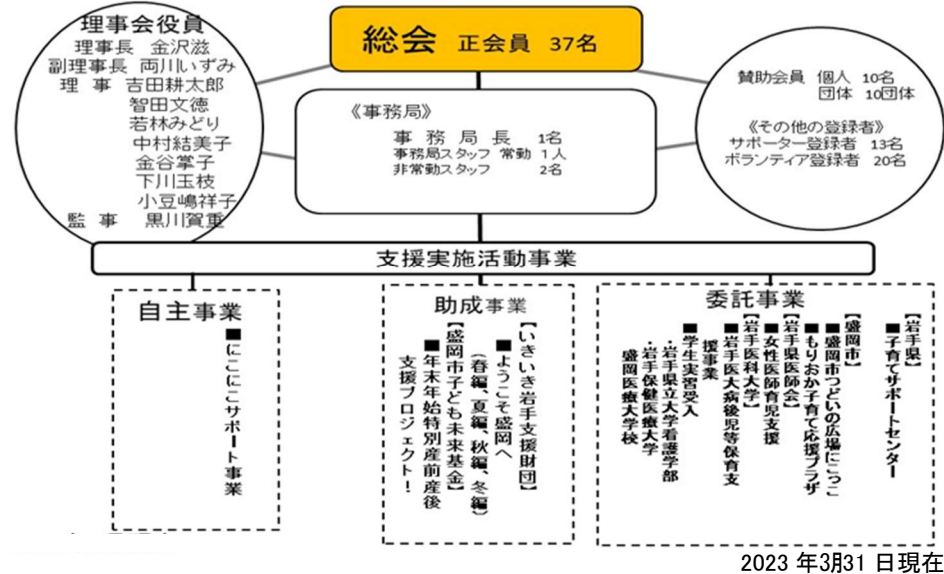 理事会役員
理事長 金沢滋
副理事長 両川いずみ
理 事 吉田耕太郎
智田文徳
若林みどり
中村結美子
金谷掌子
下川玉枝
小豆嶋祥子
監 事 黒川賀重
総会 正会員 37名
《事務局》
事 務 局 長 1名
事務局スタッフ 常勤 1人
非常勤スタッフ 2名
賛助会員 個人 10名
団体 10団体
《その他の登録者》
サポーター登録者 13名
ボランティア登録者 20名
支援実施活動事業
自主事業
■にこにこサポート事業
助成事業
【いきいき岩手支援財団】
■ようこそ盛岡へ
(春編、夏編、秋編、冬編)
【盛岡市子ども未来基金】
■年末年始特別産前産後
支援プロジェクト！
委託事業
【岩手県】
■子育てサポートセンター
【盛岡市】
■盛岡市つどいの広場にこっこ
■もりおか子育て応援プラザ
【岩手県医師会】
■女性医師育児支援
【岩手医科大学】
■岩手医大病後児等保育支
援事業
■学生実習受入
・岩手県立大学看護学部
・岩手保健医療大学
盛岡医療大学校
2023 年3月31 日現在